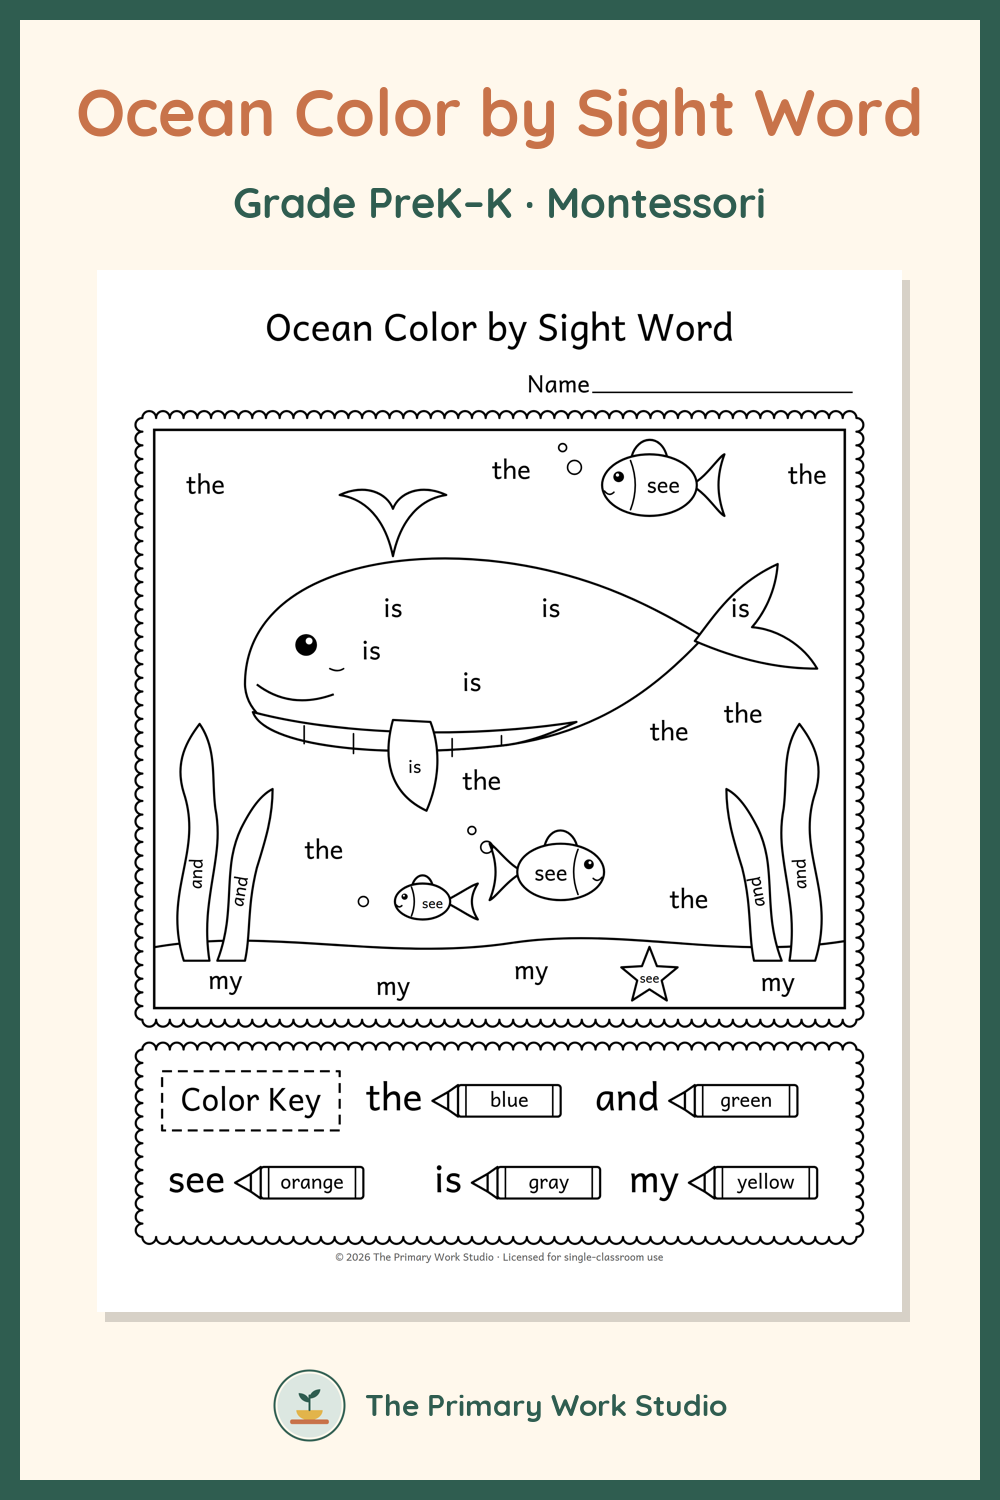 Ocean Color by Sight Word
Grade PreK–K · Montessori
Ocean Color by Sight Word
Name
the
the
see
the
is
is
is
is
is
the
the
is
the
the
and
and
see
see
the
and
and
my
my
my
see
my
Color Key
the blue
and green
see orange
is gray
my yellow
© 2026 The Primary Work Studio · Licensed for single-classroom use
The Primary Work Studio